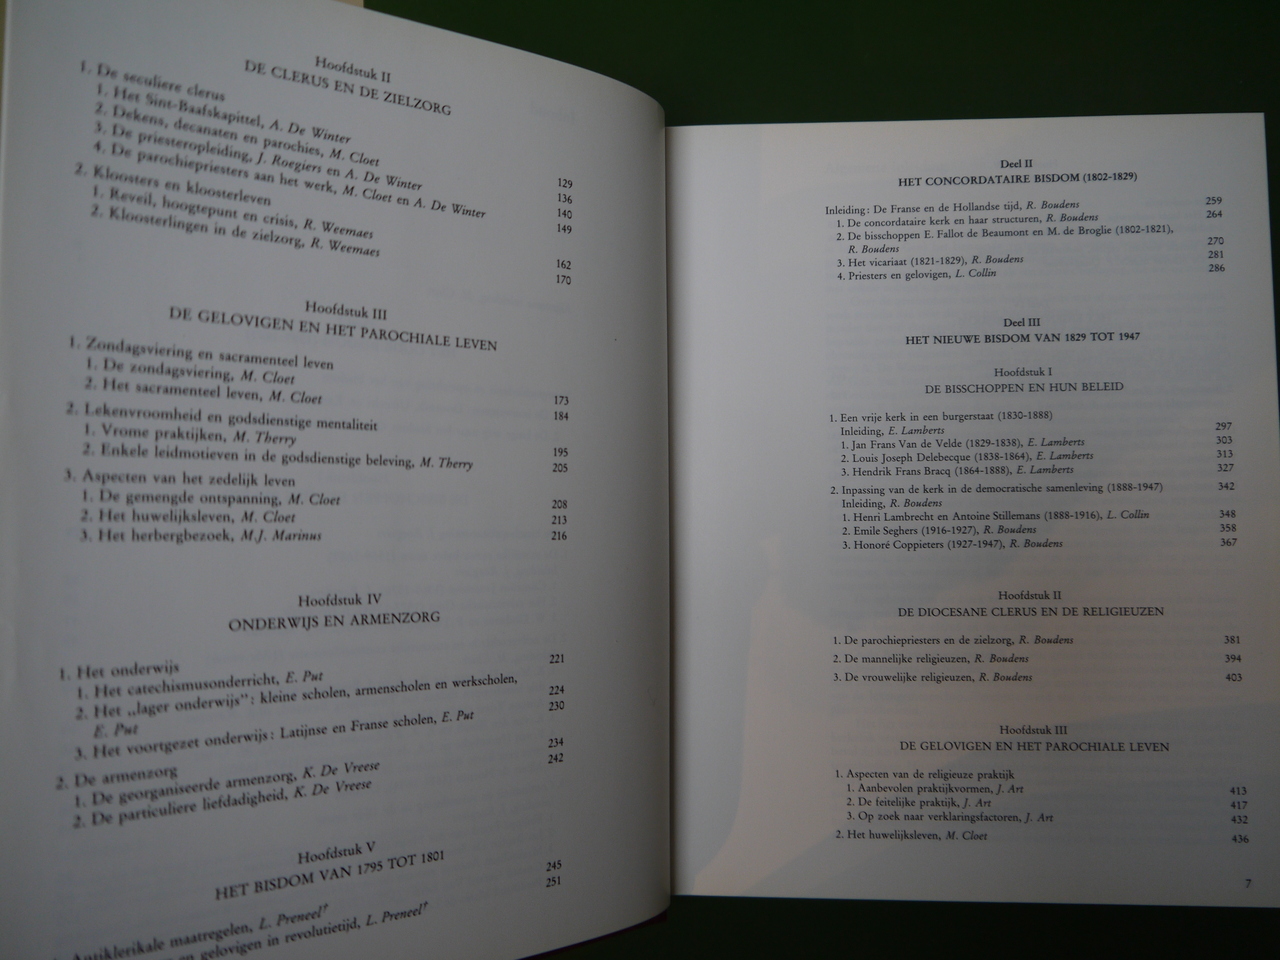 Hoofdstuk II
DE CLERUS EN DE ZIELZORG
1. De seculiere clerus
1. Het Sint-Baafskapittel, A. De Winter 129
2. Dekens, decanaten en parochies, M. Cloet 136
3. De priesteropleiding, J. Roegiers en A. De Winter 140
4. De parochiepriesters aan het werk, M. Cloet en A. De Winter 149
2. Kloosters en kloosterleven
1. Reveil, hoogtepunt en crisis, R. Weemaes 162
2. Kloosterlingen in de zielzorg, R. Weemaes 170
Hoofdstuk III
DE GELOVIGEN EN HET PAROCHIALE LEVEN
1. Zondagsviering en sacramenteel leven
1. De zondagsviering, M. Cloet 173
2. Het sacramenteel leven, M. Cloet 184
2. Lekenvroomheid en godsdienstige mentaliteit
1. Vrome praktijken, M. Therry 195
2. Enkele leidmotieven in de godsdienstige beleving, M. Therry 205
3. Aspecten van het zedelijk leven
1. De gemengde ontspanning, M. Cloet 208
2. Het huwelijksleven, M. Cloet 213
3. Het herbergbezoek, M.J. Marinus 216
Hoofdstuk IV
ONDERWIJS EN ARMENZORG
1. Het onderwijs
1. Het catechismusonderricht, E. Put 221
2. Het „lager onderwijs": kleine scholen, armenscholen en werkscholen,
E. Put 224
3. Het voortgezet onderwijs: Latijnse en Franse scholen, E. Put 230
2. De armenzorg
1. De georganiseerde armenzorg, K. De Vreese 234
2. De particuliere liefdadigheid, K. De Vreese 242
Hoofdstuk V
HET BISDOM VAN 1795 TOT 1801
Antiklerikale maatregelen, L. Preneel† 245
en gelovigen in revolutietijd, L. Preneel† 251
Deel II
HET CONCORDATAIRE BISDOM (1802-1829)
Inleiding: De Franse en de Hollandse tijd, R. Boudens 259
1. De concordataire kerk en haar structuren, R. Boudens 264
2. De bisschoppen E. Fallot de Beaumont en M. de Broglie (1802-1821),
R. Boudens 270
3. Het vicariaat (1821-1829), R. Boudens 281
4. Priesters en gelovigen, L. Collin 286
Deel III
HET NIEUWE BISDOM VAN 1829 TOT 1947
Hoofdstuk I
DE BISSCHOPPEN EN HUN BELEID
1. Een vrije kerk in een burgerstaat (1830-1888)
Inleiding, E. Lamberts 297
1. Jan Frans Van de Velde (1829-1838), E. Lamberts 303
2. Louis Joseph Delebecque (1838-1864), E. Lamberts 313
3. Hendrik Frans Bracq (1864-1888), E. Lamberts 327
2. Inpassing van de kerk in de democratische samenleving (1888-1947) 342
Inleiding, R. Boudens
1. Henri Lambrecht en Antoine Stillemans (1888-1916), L. Collin 348
2. Emile Seghers (1916-1927), R. Boudens 358
3. Honoré Coppieters (1927-1947), R. Boudens 367
Hoofdstuk II
DE DIOCESANE CLERUS EN DE RELIGIEUZEN
1. De parochiepriesters en de zielzorg, R. Boudens 381
2. De mannelijke religieuzen, R. Boudens 394
3. De vrouwelijke religieuzen, R. Boudens 403
Hoofdstuk III
DE GELOVIGEN EN HET PAROCHIALE LEVEN
1. Aspecten van de religieuze praktijk
1. Aanbevolen praktijkvormen, J. Art 413
2. De feitelijke praktijk, J. Art 417
3. Op zoek naar verklaringsfactoren, J. Art 432
2. Het huwelijksleven, M. Cloet 436
7